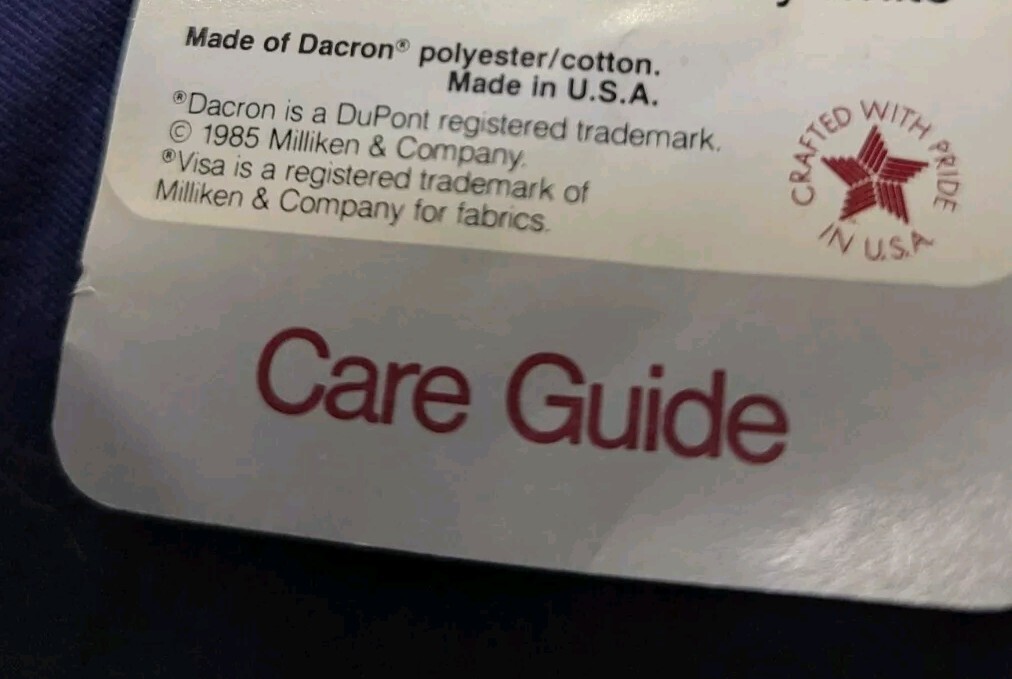 Made of Dacron® polyester/cotton.
Made in U.S.A.
®Dacron is a DuPont registered trademark.
© 1985 Milliken & Company.
®Visa is a registered trademark of
Milliken & Company for fabrics.
CRAFTED WITH PRIDE
IN U.S.A
Care Guide